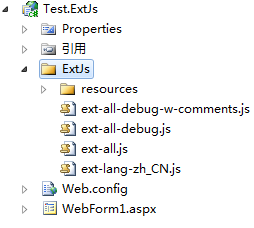 Test.ExtJs
Properties
引用
ExtJs
resources
ext-all-debug-w-comments.js
ext-all-debug.js
ext-all.js
ext-lang-zh_CN.js
Web.config
WebForm1.aspx